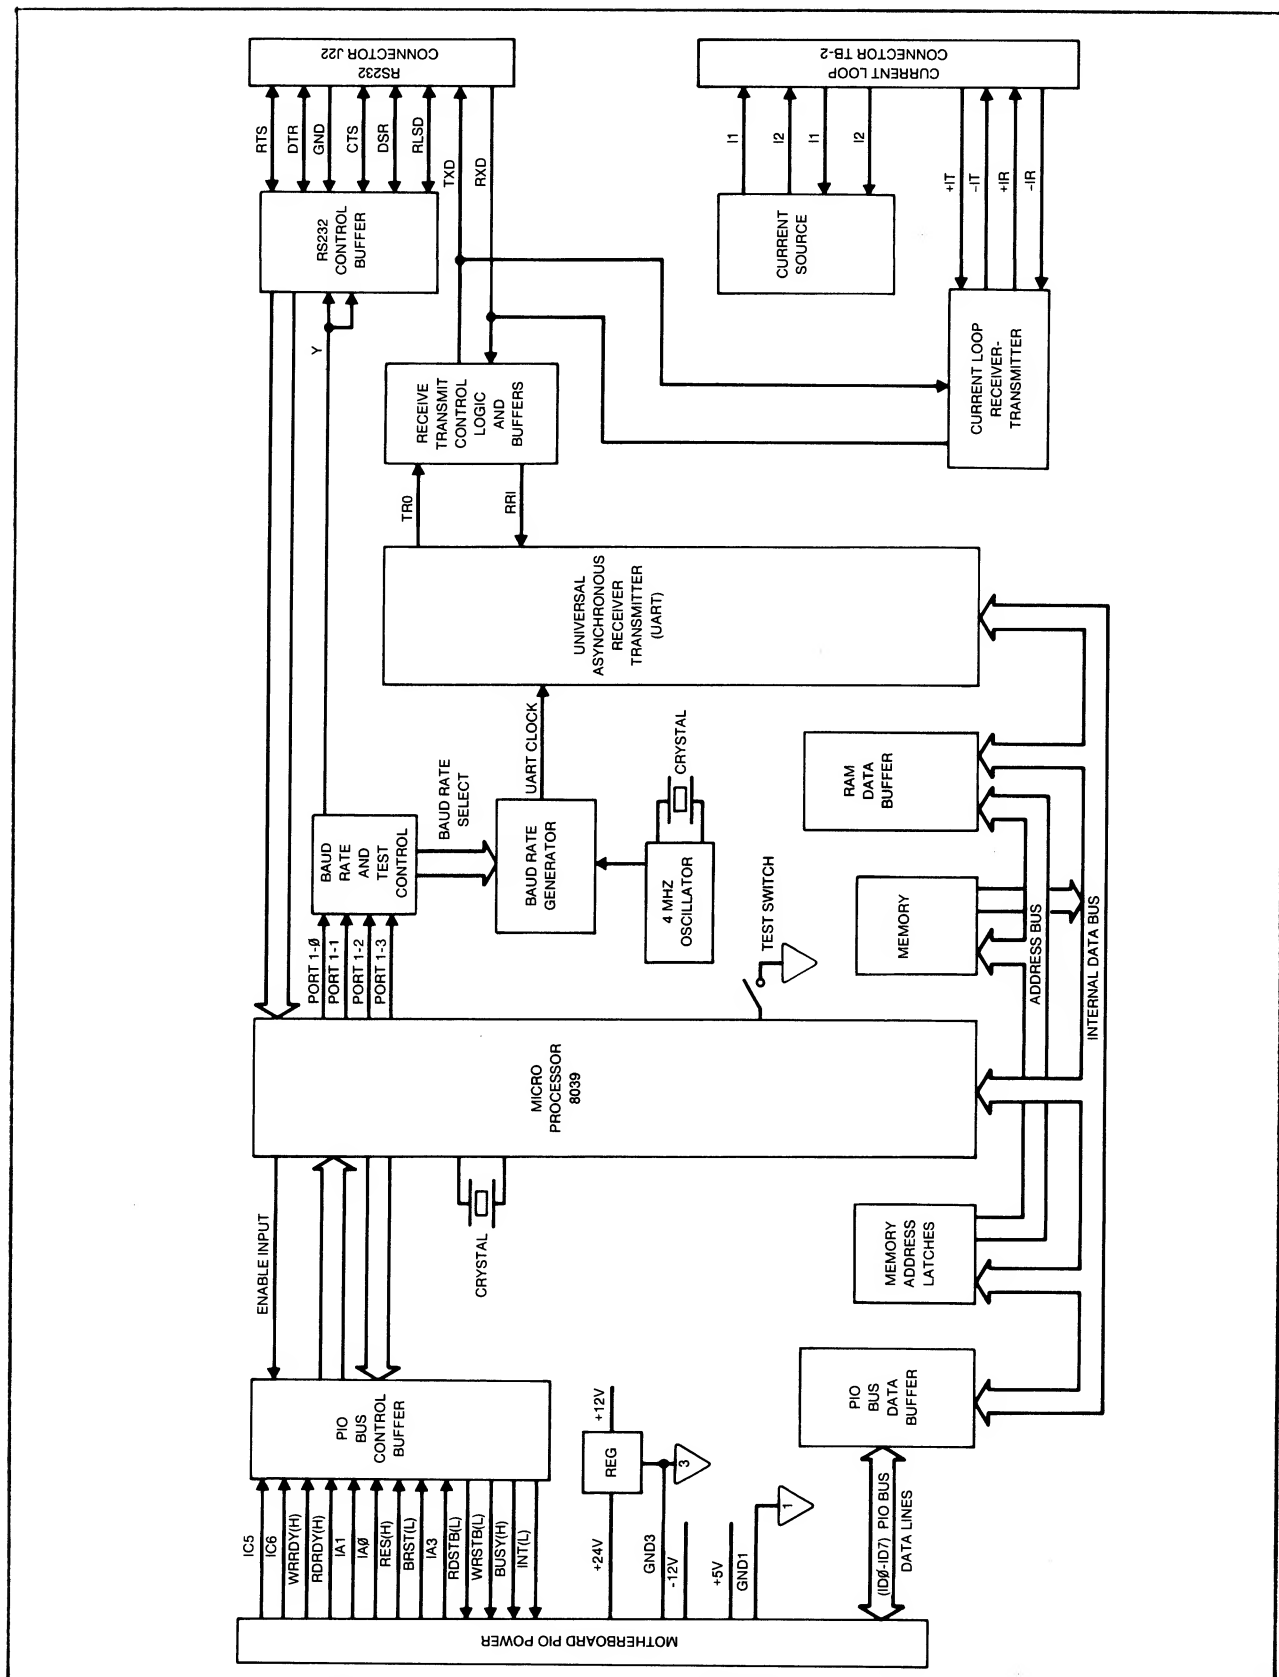 MOTHERBOARD PIO POWER
IC5
IC6
WRRDY(H)
RDRDY(H)
IA1
IAØ
RES(H)
BRST(L)
IA3
RDSTB(L)
WRSTB(L)
BUSY(H)
INT(L)
+24V
GND3
-12V
+5V
GND1
(IDØ-ID7) PIO BUS
DATA LINES
PIO
BUS
CONTROL
BUFFER
REG
+12V
3
1
PIO
BUS
DATA
BUFFER
ENABLE INPUT
CRYSTAL
MEMORY
ADDRESS
LATCHES
MICRO
PROCESSOR
8039
PORT 1-Ø
PORT 1-1
PORT 1-2
PORT 1-3
TEST SWITCH
ADDRESS BUS
INTERNAL DATA BUS
BAUD
RATE
AND
TEST
CONTROL
BAUD RATE
SELECT
BAUD RATE
GENERATOR
4 MHZ
OSCILLATOR
CRYSTAL
MEMORY
RAM
DATA
BUFFER
UART CLOCK
UNIVERSAL
ASYNCHRONOUS
RECEIVER
TRANSMITTER
(UART)
TR0
RRI
RECEIVE
TRANSMIT
CONTROL
LOGIC
AND
BUFFERS
Y
RS232
CONTROL
BUFFER
RTS
DTR
GND
CTS
DSR
RLSD
TXD
RXD
RS232
CONNECTOR J22
CURRENT
SOURCE
I1
I2
I1
I2
CURRENT LOOP
RECEIVER-
TRANSMITTER
+IT
-IT
+IR
-IR
CURRENT LOOP
CONNECTOR TB-2